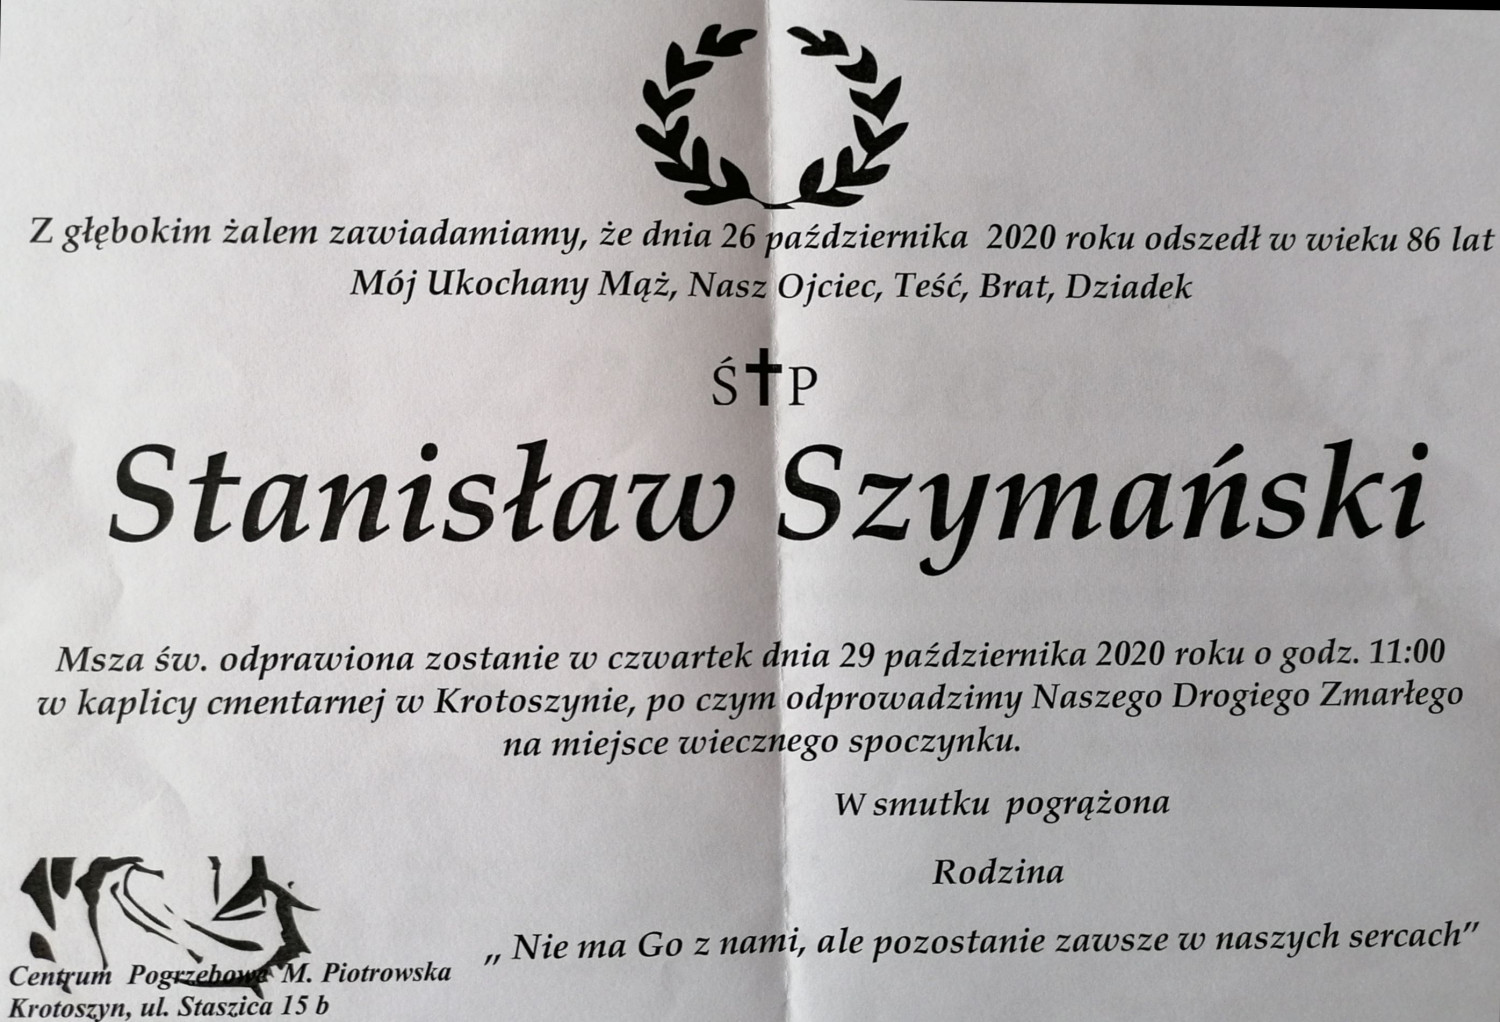 Z głębokim żalem zawiadamiamy, że dnia 26 października 2020 roku odszedł w wieku 86 lat
Mój Ukochany Mąż, Nasz Ojciec, Teść, Brat, Dziadek
Ś✝P
Stanisław Szymański
Msza św. odprawiona zostanie w czwartek dnia 29 października 2020 roku o godz. 11:00
w kaplicy cmentarnej w Krotoszynie, po czym odprowadzimy Naszego Drogiego Zmarłego
na miejsce wiecznego spoczynku.
W smutku pogrążona
Rodzina
„ Nie ma Go z nami, ale pozostanie zawsze w naszych sercach”
Centrum Pogrzebowe M. Piotrowska
Krotoszyn, ul. Staszica 15 b